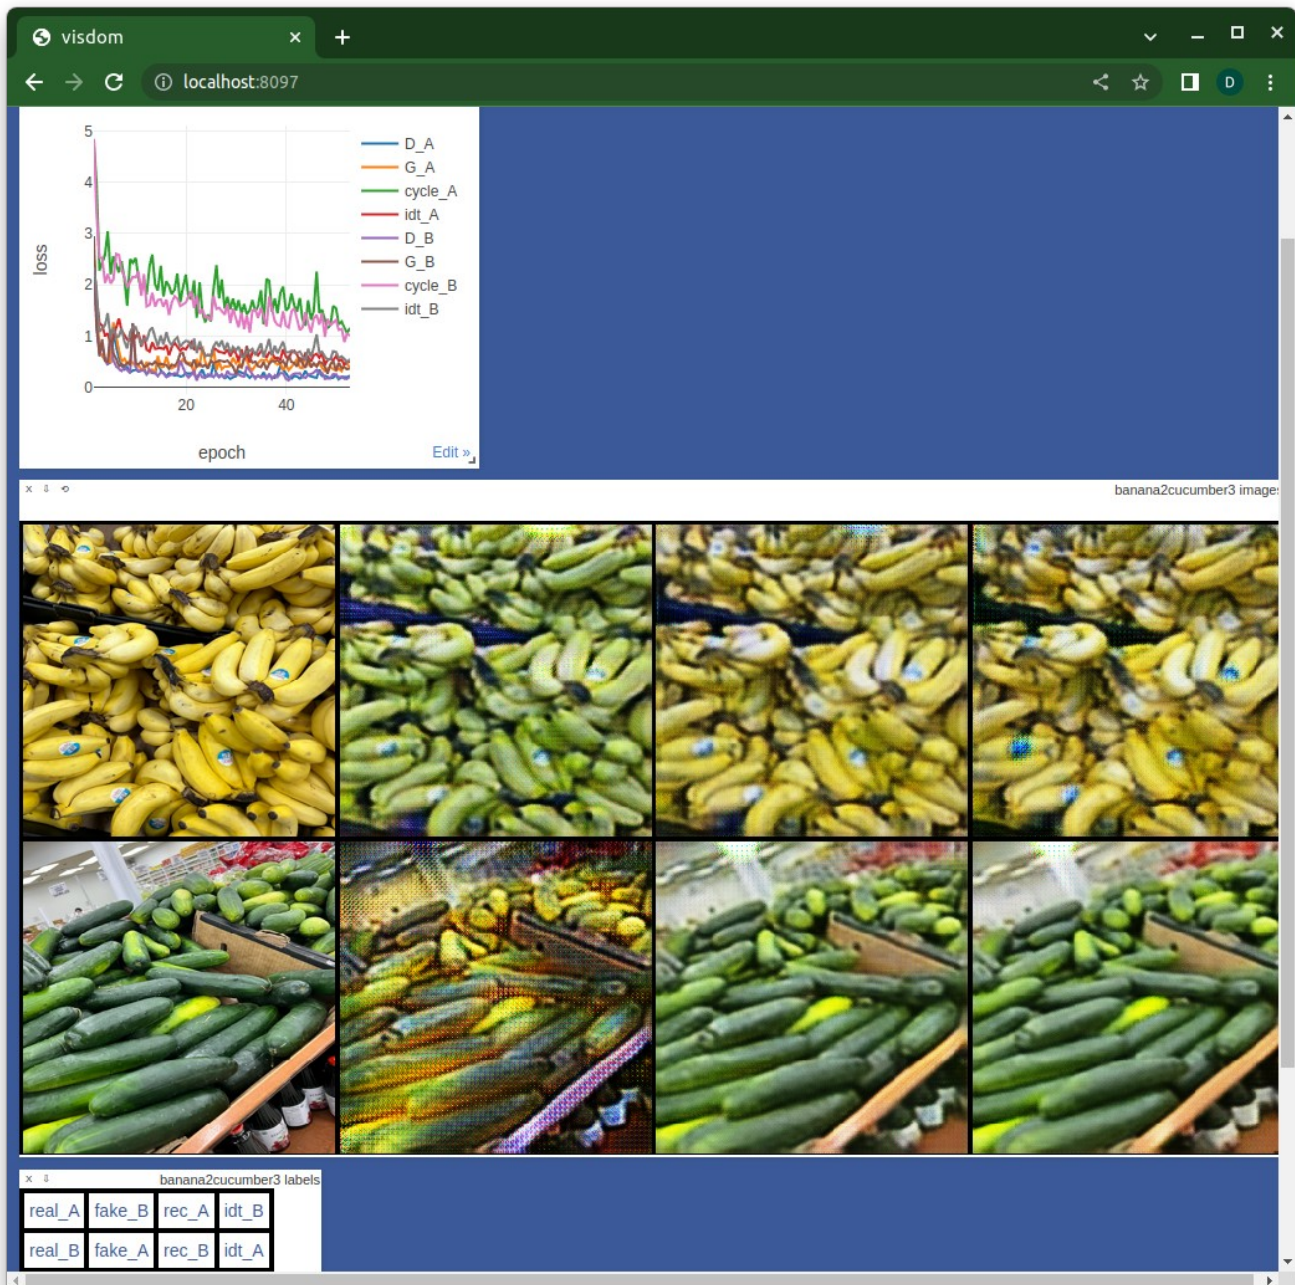 visdom
localhost:8097
5
4
3
2
1
0
loss
20
40
epoch
D_A
G_A
cycle_A
idt_A
D_B
G_B
cycle_B
idt_B
Edit »
banana2cucumber3 images
banana2cucumber3 labels
real_A fake_B rec_A idt_B
real_B fake_A rec_B idt_A
D